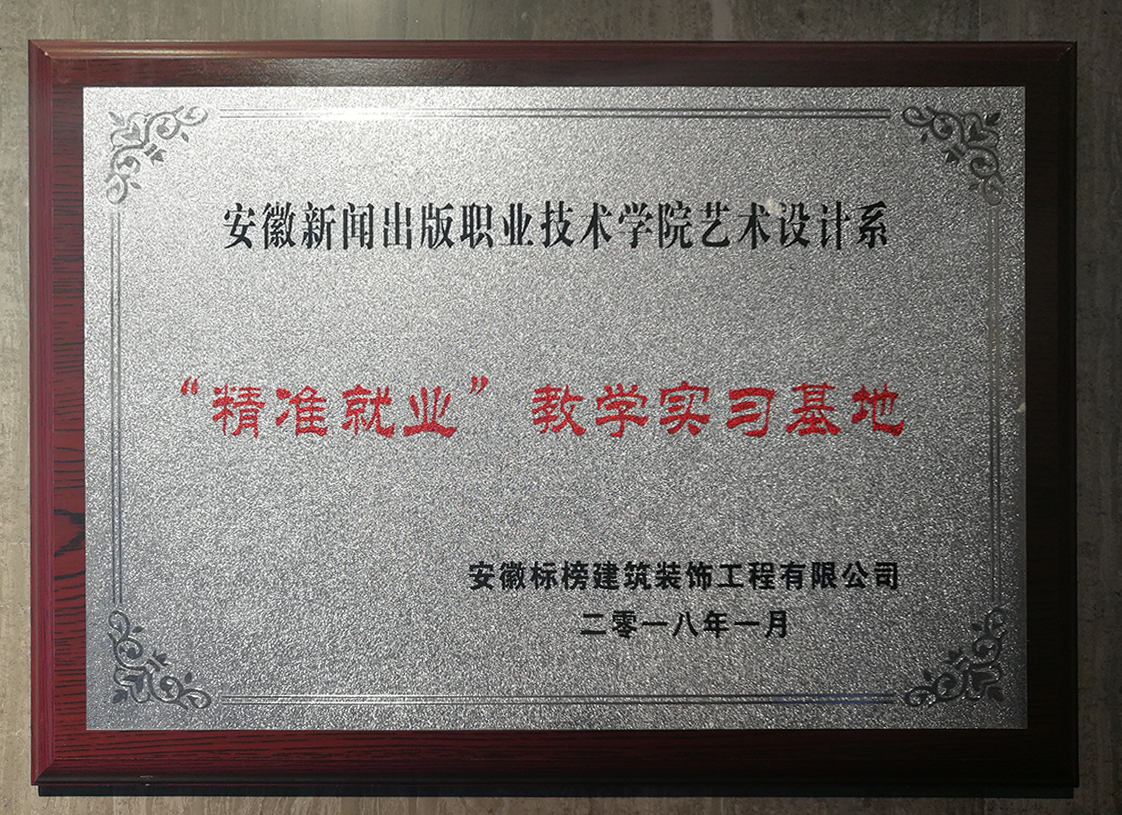 安徽新闻出版职业技术学院艺术设计系
“精准就业”教学实习基地
安徽标榜建筑装饰工程有限公司
二零一八年一月